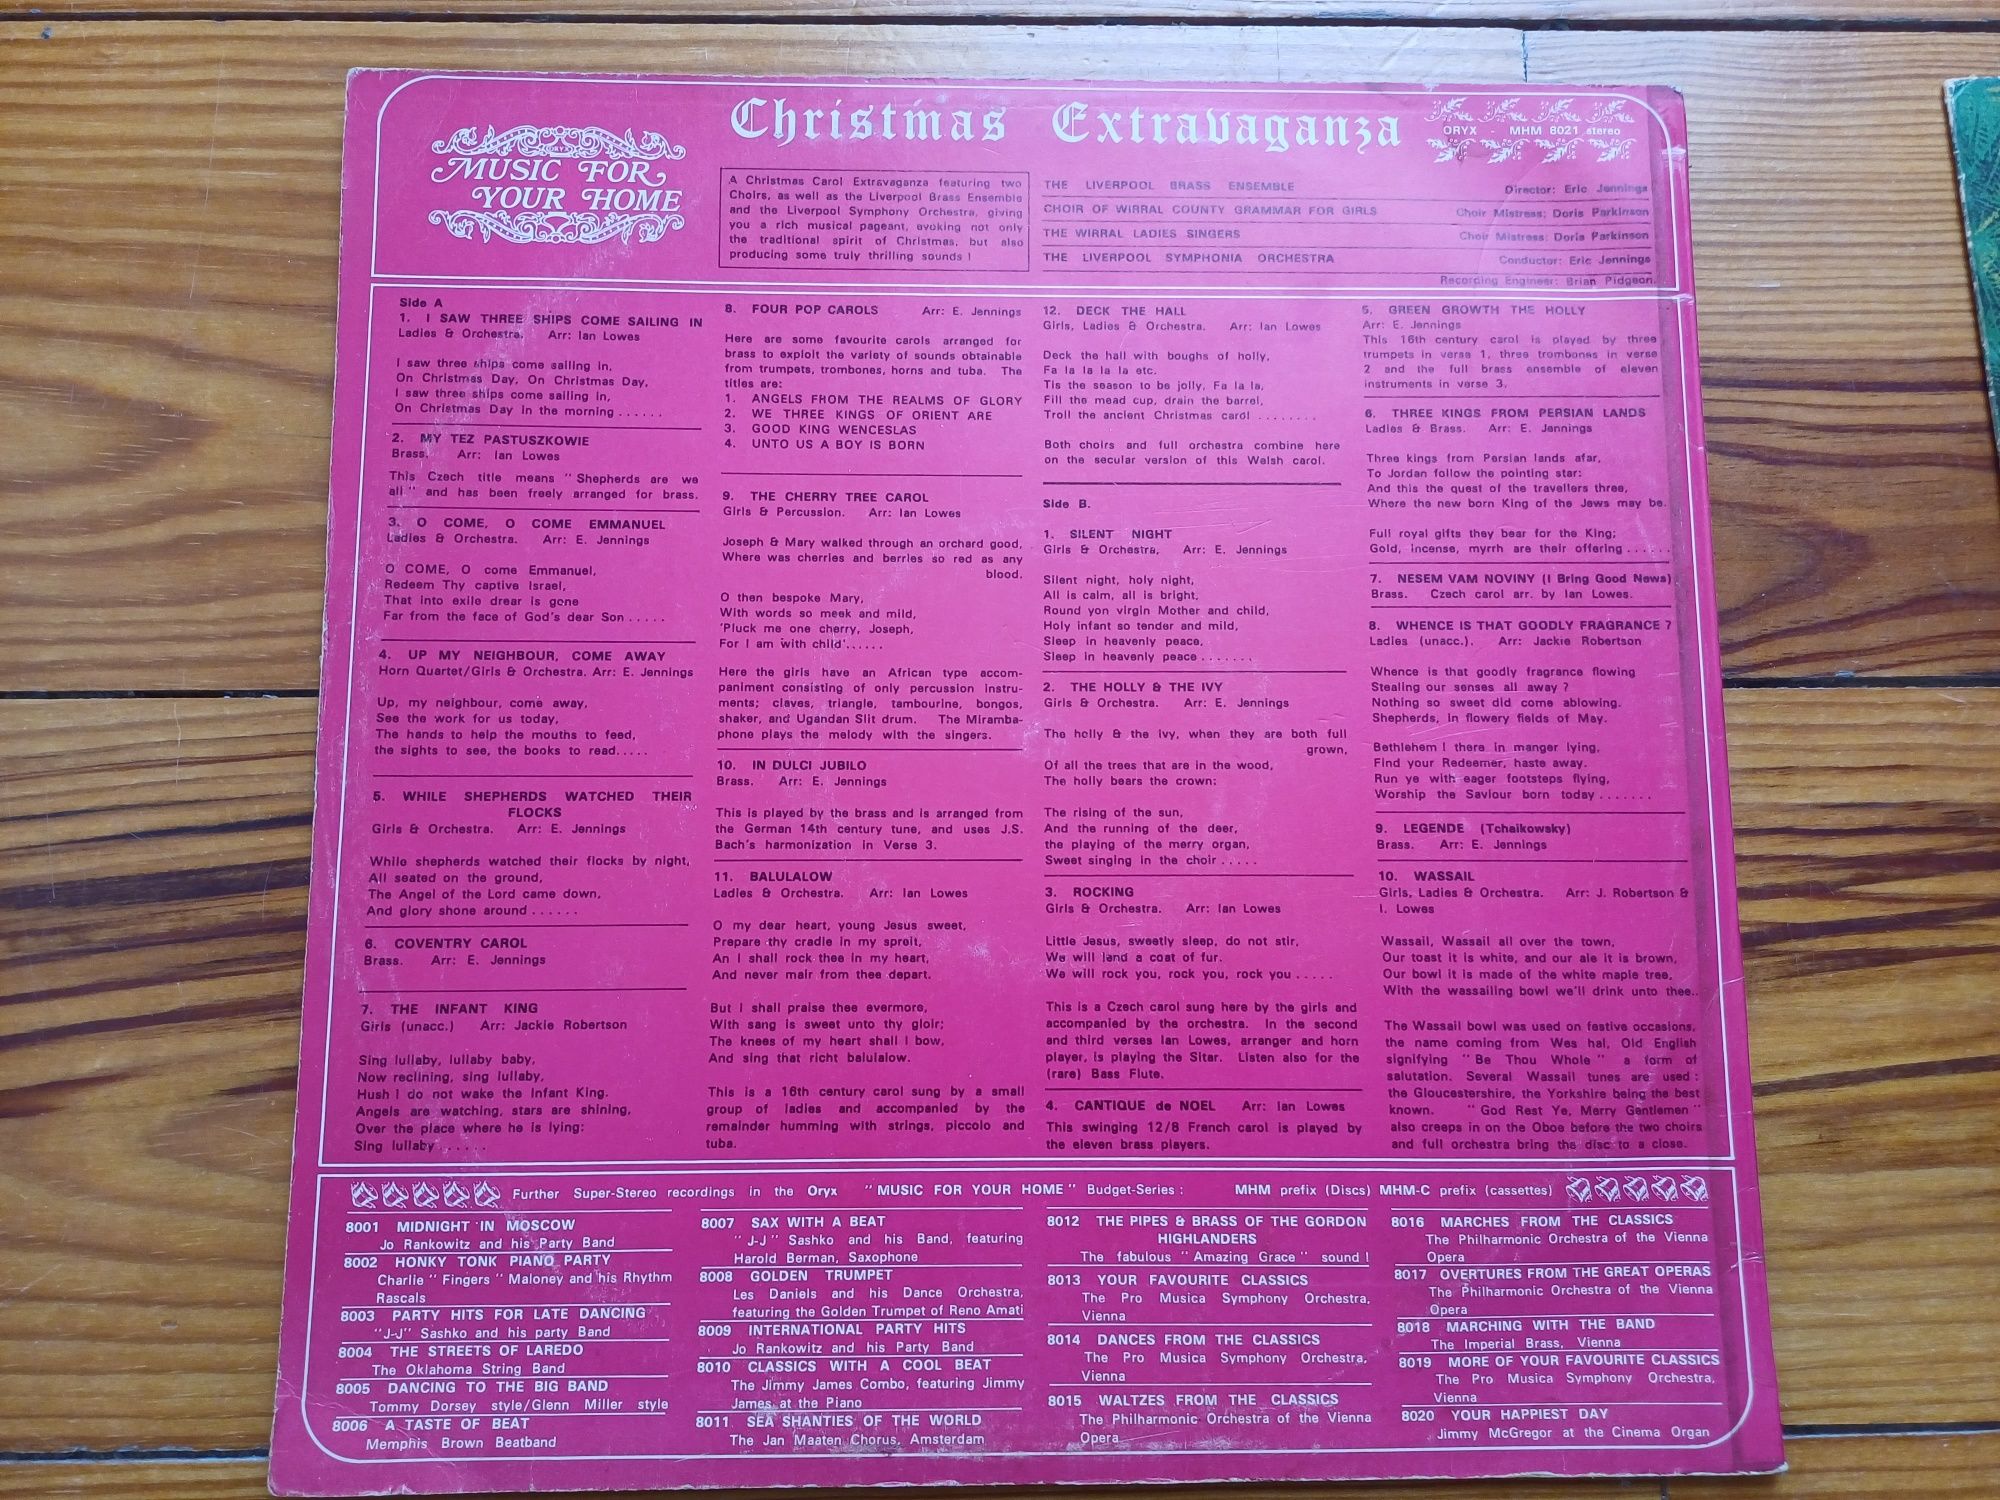 Christmas Extravaganza
ORYX - MHM 8021 stereo
ORYX
MUSIC FOR
YOUR HOME
A Christmas Carol Extravaganza featuring two
Choirs, as well as the Liverpool Brass Ensemble
and the Liverpool Symphony Orchestra, giving
you a rich musical pageant, evoking not only
the traditional spirit of Christmas, but also
producing some truly thrilling sounds !
THE LIVERPOOL BRASS ENSEMBLE Director: Eric Jennings
CHOIR OF WIRRAL COUNTY GRAMMAR FOR GIRLS Choir Mistress: Doris Parkinson
THE WIRRAL LADIES SINGERS Choir Mistress: Doris Parkinson
THE LIVERPOOL SYMPHONIA ORCHESTRA Conductor: Eric Jennings
Recording Engineer: Brian Pidgeon.
Side A
1. I SAW THREE SHIPS COME SAILING IN
Ladies & Orchestra. Arr: Ian Lowes
I saw three ships come sailing in,
On Christmas Day, On Christmas Day,
I saw three ships come sailing in,
On Christmas Day in the morning ......
2. MY TEZ PASTUSZKOWIE
Brass. Arr: Ian Lowes
This Czech title means " Shepherds are we
all " and has been freely arranged for brass.
3. O COME, O COME EMMANUEL
Ladies & Orchestra. Arr: E. Jennings
O COME, O come Emmanuel,
Redeem Thy captive Israel,
That into exile drear is gone
Far from the face of God's dear Son .....
4. UP MY NEIGHBOUR, COME AWAY
Horn Quartet/Girls & Orchestra. Arr: E. Jennings
Up, my neighbour, come away,
See the work for us today,
The hands to help the mouths to feed,
the sights to see, the books to read.....
5. WHILE SHEPHERDS WATCHED THEIR
FLOCKS
Girls & Orchestra. Arr: E. Jennings
While shepherds watched their flocks by night,
All seated on the ground,
The Angel of the Lord came down,
And glory shone around ......
6. COVENTRY CAROL
Brass. Arr: E. Jennings
7. THE INFANT KING
Girls (unacc.) Arr: Jackie Robertson
Sing lullaby, lullaby baby,
Now reclining, sing lullaby,
Hush ! do not wake the Infant King.
Angels are watching, stars are shining,
Over the place where he is lying:
Sing lullaby ......
8. FOUR POP CAROLS Arr: E. Jennings
Here are some favourite carols arranged for
brass to exploit the variety of sounds obtainable
from trumpets, trombones, horns and tuba. The
titles are:
1. ANGELS FROM THE REALMS OF GLORY
2. WE THREE KINGS OF ORIENT ARE
3. GOOD KING WENCESLAS
4. UNTO US A BOY IS BORN
9. THE CHERRY TREE CAROL
Girls & Percussion. Arr: Ian Lowes
Joseph & Mary walked through an orchard good,
Where was cherries and berries so red as any
blood.
O then bespoke Mary,
With words so meek and mild,
'Pluck me one cherry, Joseph,
For I am with child'......
Here the girls have an African type accom-
paniment consisting of only percussion instru-
ments; claves, triangle, tambourine, bongos,
shaker, and Ugandan Slit drum. The Miramba-
phone plays the melody with the singers.
10. IN DULCI JUBILO
Brass. Arr: E. Jennings
This is played by the brass and is arranged from
the German 14th century tune, and uses J.S.
Bach's harmonization in Verse 3.
11. BALULALOW
Ladies & Orchestra. Arr: Ian Lowes
O my dear heart, young Jesus sweet,
Prepare thy cradle in my spreit,
An I shall rock thee in my heart,
And never mair from thee depart.
But I shall praise thee evermore,
With sang is sweet unto thy gloir;
The knees of my heart shall I bow,
And sing that richt balulalow.
This is a 16th century carol sung by a small
group of ladies and accompanied by the
remainder humming with strings, piccolo and
tuba.
12. DECK THE HALL
Girls, Ladies & Orchestra. Arr: Ian Lowes
Deck the hall with boughs of holly,
Fa la la la la etc.
Tis the season to be jolly, Fa la la,
Fill the mead cup, drain the barrel,
Troll the ancient Christmas carol ........
Both choirs and full orchestra combine here
on the secular version of this Welsh carol.
Side B.
1. SILENT NIGHT
Girls & Orchestra, Arr: E. Jennings
Silent night, holy night,
All is calm, all is bright,
Round yon virgin Mother and child,
Holy infant so tender and mild,
Sleep in heavenly peace,
Sleep in heavenly peace .......
2. THE HOLLY & THE IVY
Girls & Orchestra. Arr: E. Jennings
The holly & the ivy, when they are both full
grown,
Of all the trees that are in the wood,
The holly bears the crown:
The rising of the sun,
And the running of the deer,
the playing of the merry organ,
Sweet singing in the choir .....
3. ROCKING
Girls & Orchestra. Arr: Ian Lowes
Little Jesus, sweetly sleep, do not stir,
We will lend a coat of fur.
We will rock you, rock you, rock you .....
This is a Czech carol sung here by the girls and
accompanied by the orchestra. In the second
and third verses Ian Lowes, arranger and horn
player, is playing the Sitar. Listen also for the
(rare) Bass Flute.
4. CANTIQUE de NOEL Arr: Ian Lowes
This swinging 12/8 French carol is played by
the eleven brass players.
5. GREEN GROWTH THE HOLLY
Arr: E. Jennings
This 16th century carol is played by three
trumpets in verse 1, three trombones in verse
2 and the full brass ensemble of eleven
instruments in verse 3.
6. THREE KINGS FROM PERSIAN LANDS
Ladies & Brass. Arr: E. Jennings
Three kings from Persian lands afar,
To Jordan follow the pointing star:
And this the quest of the travellers three,
Where the new born King of the Jews may be.
Full royal gifts they bear for the King;
Gold, incense, myrrh are their offering ......
7. NESEM VAM NOVINY (I Bring Good News)
Brass. Czech carol arr. by Ian Lowes.
8. WHENCE IS THAT GOODLY FRAGRANCE ?
Ladies (unacc.). Arr: Jackie Robertson
Whence is that goodly fragrance flowing
Stealing our senses all away ?
Nothing so sweet did come ablowing.
Shepherds, In flowery fields of May.
Bethlehem ! there in manger lying,
Find your Redeemer, haste away.
Run ye with eager footsteps flying,
Worship the Saviour born today .......
9. LEGENDE (Tchaikowsky)
Brass. Arr: E. Jennings
10. WASSAIL
Girls, Ladies & Orchestra. Arr: J. Robertson &
I. Lowes
Wassail, Wassail all over the town,
Our toast it is white, and our ale it is brown,
Our bowl it is made of the white maple tree,
With the wassailing bowl we'll drink unto thee..
The Wassail bowl was used on festive occasions,
the name coming from Wes hal, Old English
signifying " Be Thou Whole " a form of
salutation. Several Wassail tunes are used :
the Gloucestershire, the Yorkshire being the best
known. " God Rest Ye, Merry Gentlemen "
also creeps in on the Oboe before the two choirs
and full orchestra bring the disc to a close.
Further Super-Stereo recordings in the Oryx " MUSIC FOR YOUR HOME " Budget-Series : MHM prefix (Discs) MHM-C prefix (cassettes)
8001 MIDNIGHT IN MOSCOW
Jo Rankowitz and his Party Band
8002 HONKY TONK PIANO PARTY
Charlie " Fingers " Maloney and his Rhythm
Rascals
8003 PARTY HITS FOR LATE DANCING
"J-J" Sashko and his party Band
8004 THE STREETS OF LAREDO
The Oklahoma String Band
8005 DANCING TO THE BIG BAND
Tommy Dorsey style/Glenn Miller style
8006 A TASTE OF BEAT
Memphis Brown Beatband
8007 SAX WITH A BEAT
" J-J " Sashko and his Band, featuring
Harold Berman, Saxophone
8008 GOLDEN TRUMPET
Les Daniels and his Dance Orchestra,
featuring the Golden Trumpet of Reno Amati
8009 INTERNATIONAL PARTY HITS
Jo Rankowitz and his Party Band
8010 CLASSICS WITH A COOL BEAT
The Jimmy James Combo, featuring Jimmy
James at the Piano
8011 SEA SHANTIES OF THE WORLD
The Jan Maaten Chorus, Amsterdam
8012 THE PIPES & BRASS OF THE GORDON
HIGHLANDERS
The fabulous " Amazing Grace " sound !
8013 YOUR FAVOURITE CLASSICS
The Pro Musica Symphony Orchestra,
Vienna
8014 DANCES FROM THE CLASSICS
The Pro Musica Symphony Orchestra,
Vienna
8015 WALTZES FROM THE CLASSICS
The Philharmonic Orchestra of the Vienna
Opera
8016 MARCHES FROM THE CLASSICS
The Philharmonic Orchestra of the Vienna
Opera
8017 OVERTURES FROM THE GREAT OPERAS
The Philharmonic Orchestra of the Vienna
Opera
8018 MARCHING WITH THE BAND
The Imperial Brass, Vienna
8019 MORE OF YOUR FAVOURITE CLASSICS
The Pro Musica Symphony Orchestra,
Vienna
8020 YOUR HAPPIEST DAY
Jimmy McGregor at the Cinema Organ